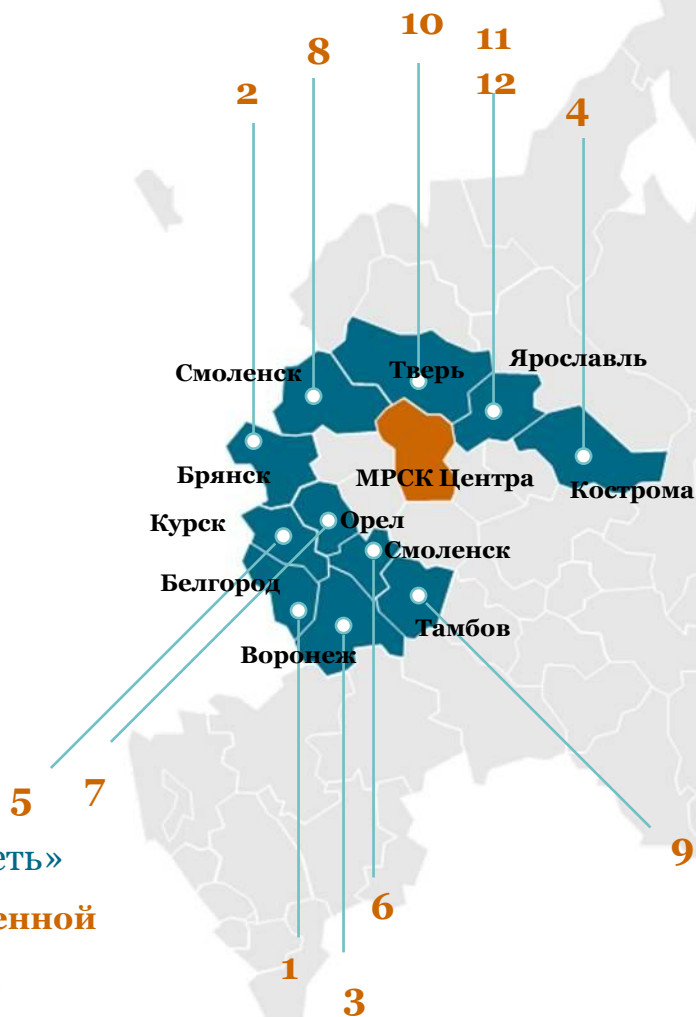 10
11
8
12
2
4
Ярославль
Смоленск
Тверь
Брянск
МРСК Центра
Кострома
Курск
Орел
Смоленск
Белгород
Тамбов
Воронеж
5
7
9
еть»
6
енной
1
3